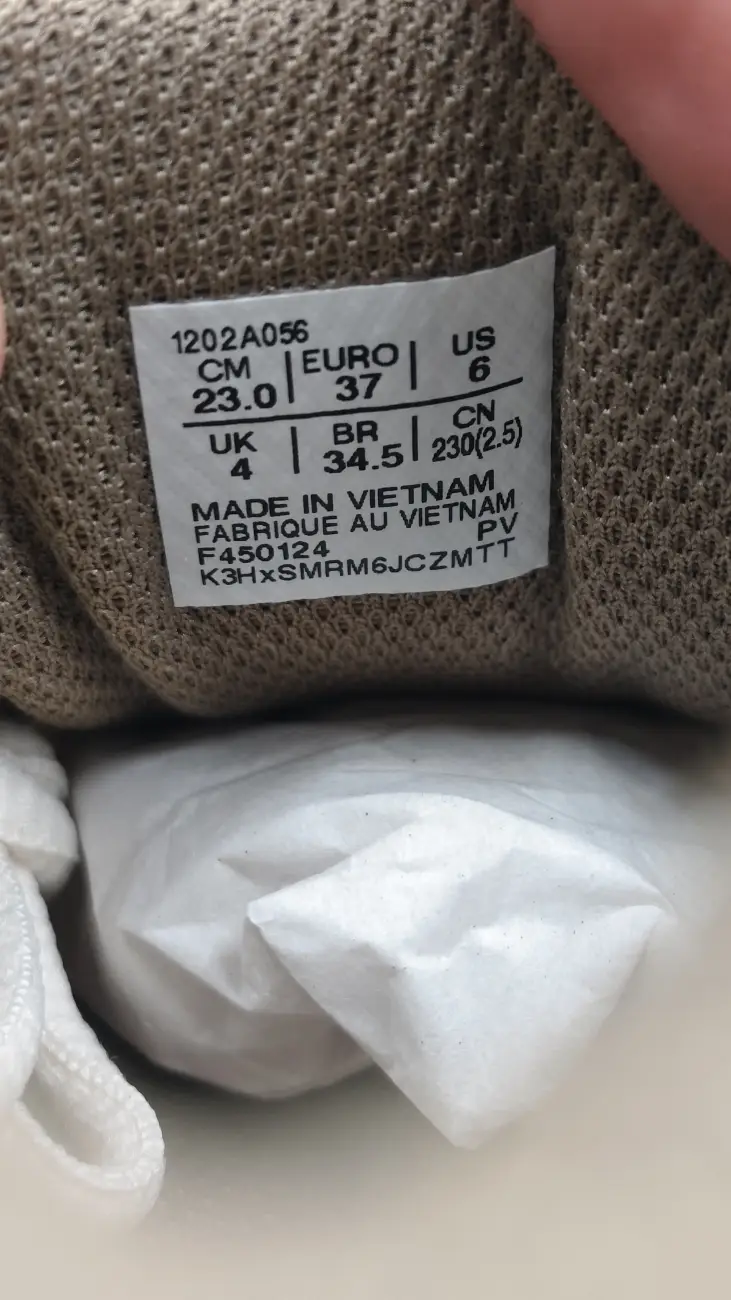 1202A056
CM | EURO | US
23.0 | 37 | 6
UK | BR | CN
4 | 34.5 | 230(2.5)
MADE IN VIETNAM
FABRIQUE AU VIETNAM
F450124 PV
K3HxSMRM6JCZMTT